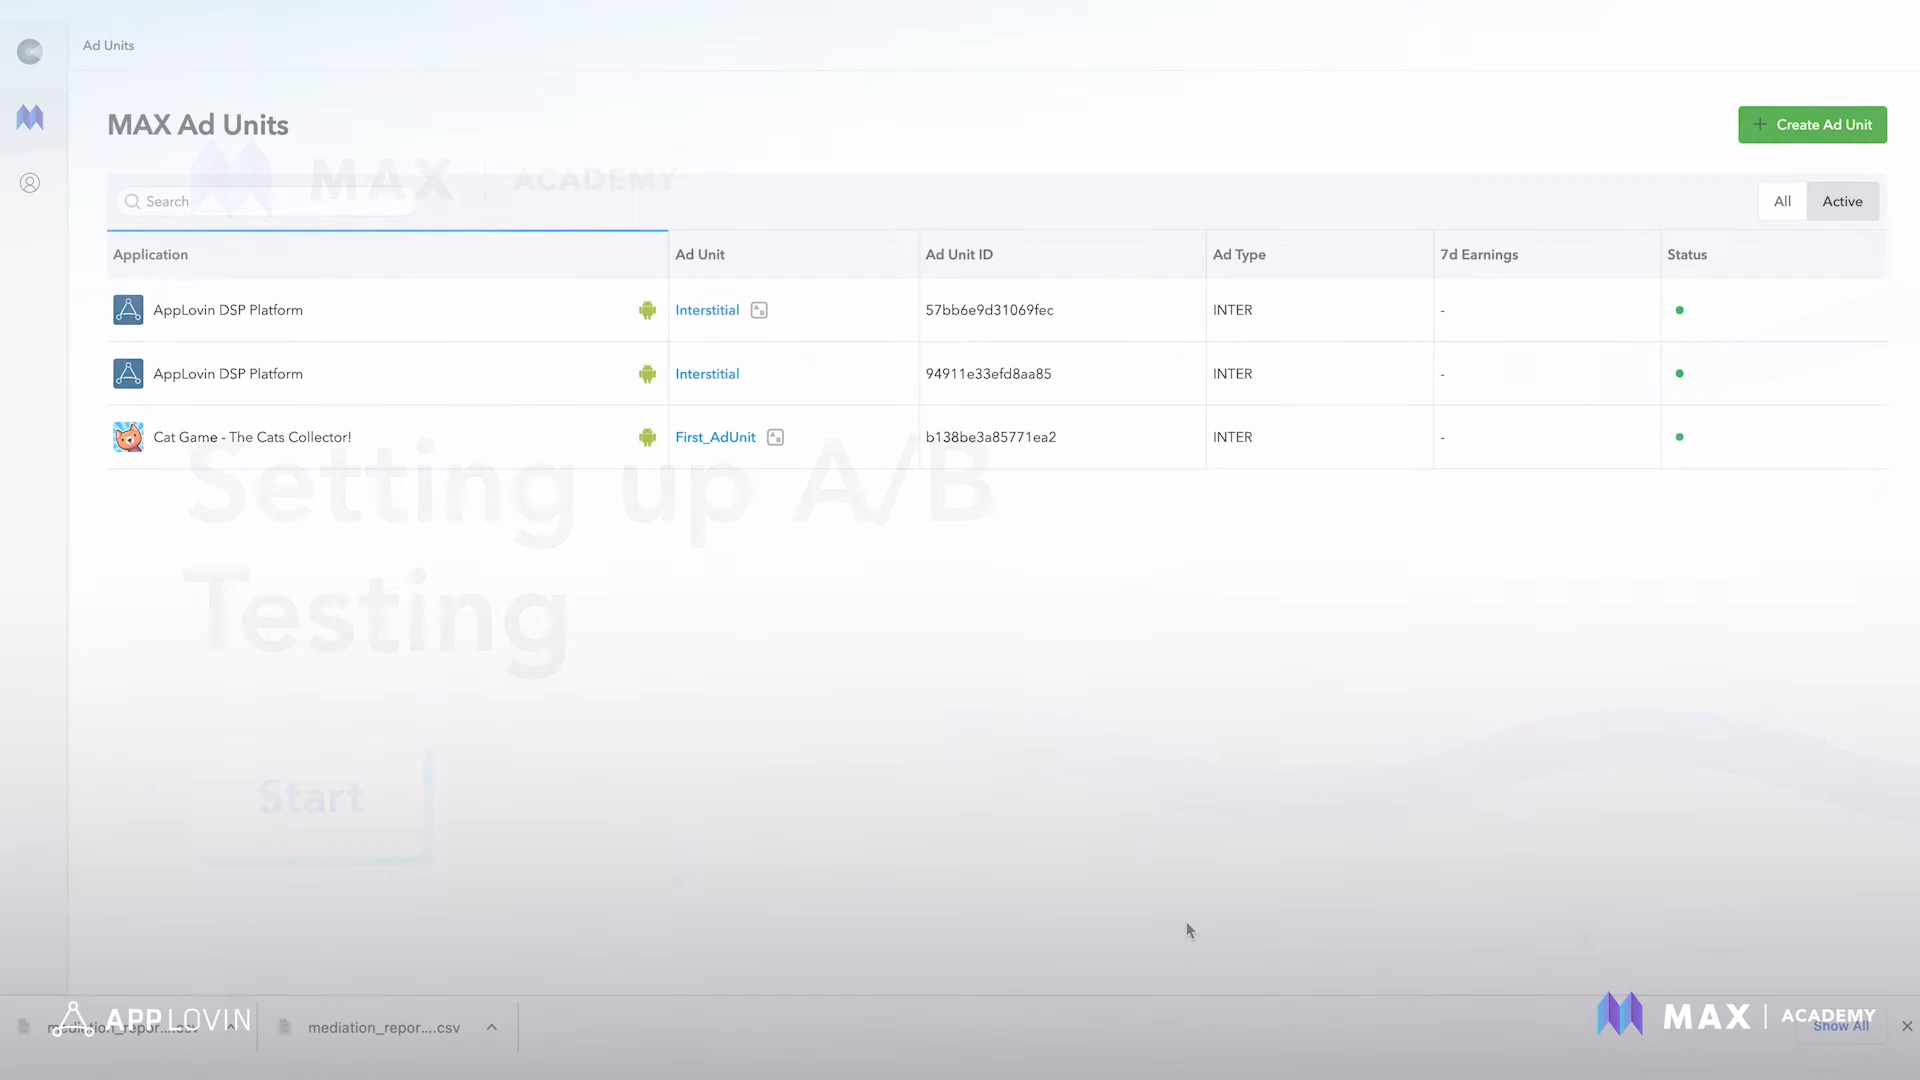 Ad Units
MAX Ad Units
Create Ad Unit
MAX | ACADEMY
Search
All
Active
Application
Ad Unit
Ad Unit ID
Ad Type
7d Earnings
Status
AppLovin DSP Platform
Interstitial
57bb6e9d31069fec
INTER
-
AppLovin DSP Platform
Interstitial
94911e33efd8aa85
INTER
-
Cat Game - The Cats Collector!
First_AdUnit
b138be3a85771ea2
INTER
-
Setting up A/B
Testing
Start
mediation_repor....csv
APPLOVIN
mediation_repor....csv
MAX | ACADEMY
Show All